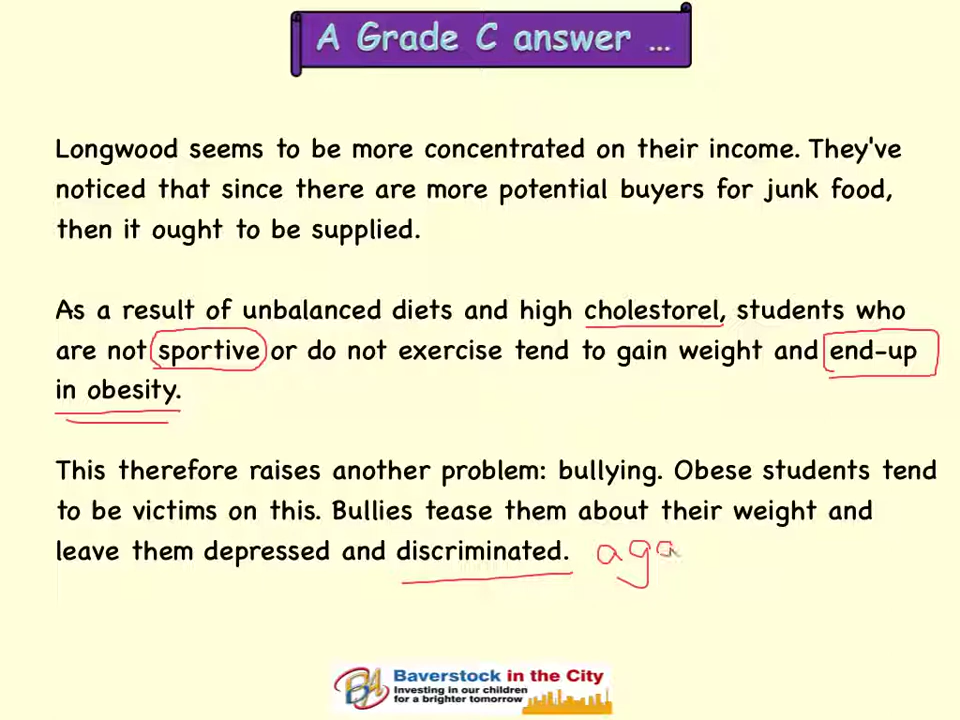 A Grade C answer ...
Longwood seems to be more concentrated on their income. They've
noticed that since there are more potential buyers for junk food,
then it ought to be supplied.
As a result of unbalanced diets and high cholestorel, students who
are not sportive or do not exercise tend to gain weight and end-up
in obesity.
This therefore raises another problem: bullying. Obese students tend
to be victims on this. Bullies tease them about their weight and
leave them depressed and discriminated. aga
Baverstock in the City
Investing in our children
for a brighter tomorrow